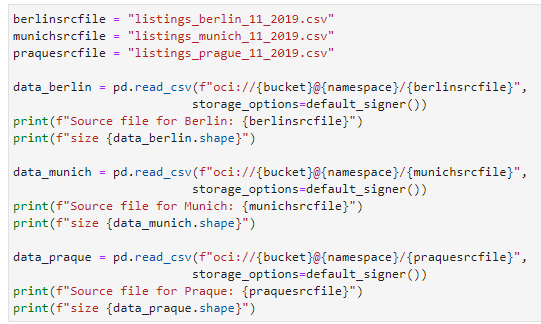 berlinsrcfile = "listings_berlin_11_2019.csv"
munichsrcfile = "listings_munich_11_2019.csv"
praquesrcfile = "listings_prague_11_2019.csv"

data_berlin = pd.read_csv(f"oci://{bucket}@{namespace}/{berlinsrcfile}",
                         storage_options=default_signer())
print(f"Source file for Berlin: {berlinsrcfile}")
print(f"size {data_berlin.shape}")

data_munich = pd.read_csv(f"oci://{bucket}@{namespace}/{munichsrcfile}",
                         storage_options=default_signer())
print(f"Source file for Munich: {munichsrcfile}")
print(f"size {data_munich.shape}")

data_praque = pd.read_csv(f"oci://{bucket}@{namespace}/{praquesrcfile}",
                         storage_options=default_signer())
print(f"Source file for Praque: {praquesrcfile}")
print(f"size {data_praque.shape}")